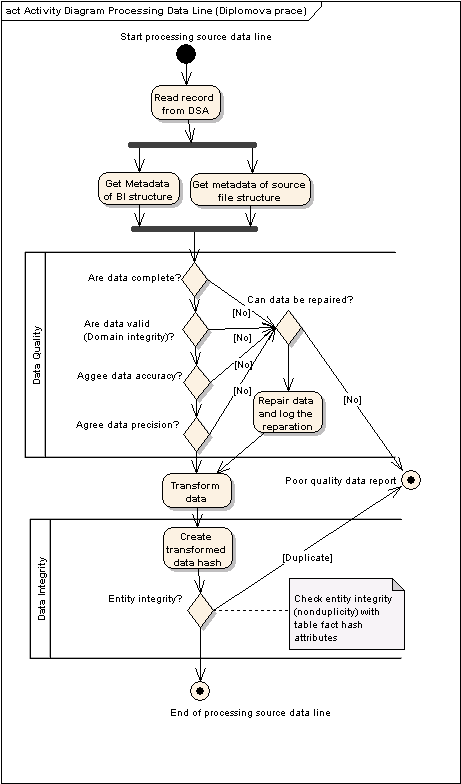 act Activity Diagram Processing Data Line (Diplomova prace)
Start processing source data line
Read record
from DSA
Get Metadata
of BI structure
Get metadata of source
file structure
Data Quality
Are data complete?
Can data be repaired?
[No]
Are data valid
(Domain integrity)?
[No]
Aggee data accuracy?
[No]
[No]
Agree data precision?
Repair data
and log the
reparation
[No]
Transform
data
Poor quality data report
Data Integrity
Create
transformed
data hash
[Duplicate]
Entity integrity?
Check entity integrity
(nonduplicity) with
table fact hash
attributes
End of processing source data line